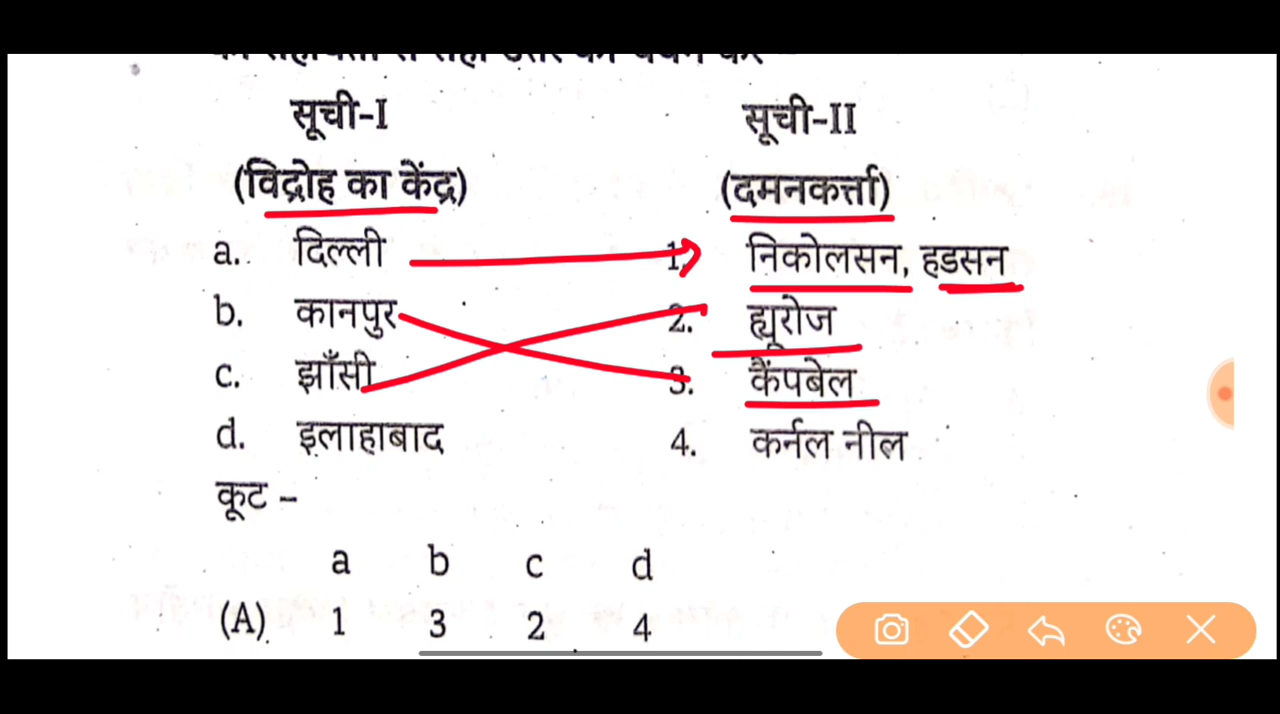 सूची-I सूची-II
(विद्रोह का केंद्र) (दमनकर्त्ता)
a. दिल्ली 1. निकोलसन, हडसन
b. कानपुर 2. ह्यूरोज
c. झाँसी 3. कैंपबेल
d. इलाहाबाद 4. कर्नल नील
कूट –
a b c d
(A) 1 3 2 4